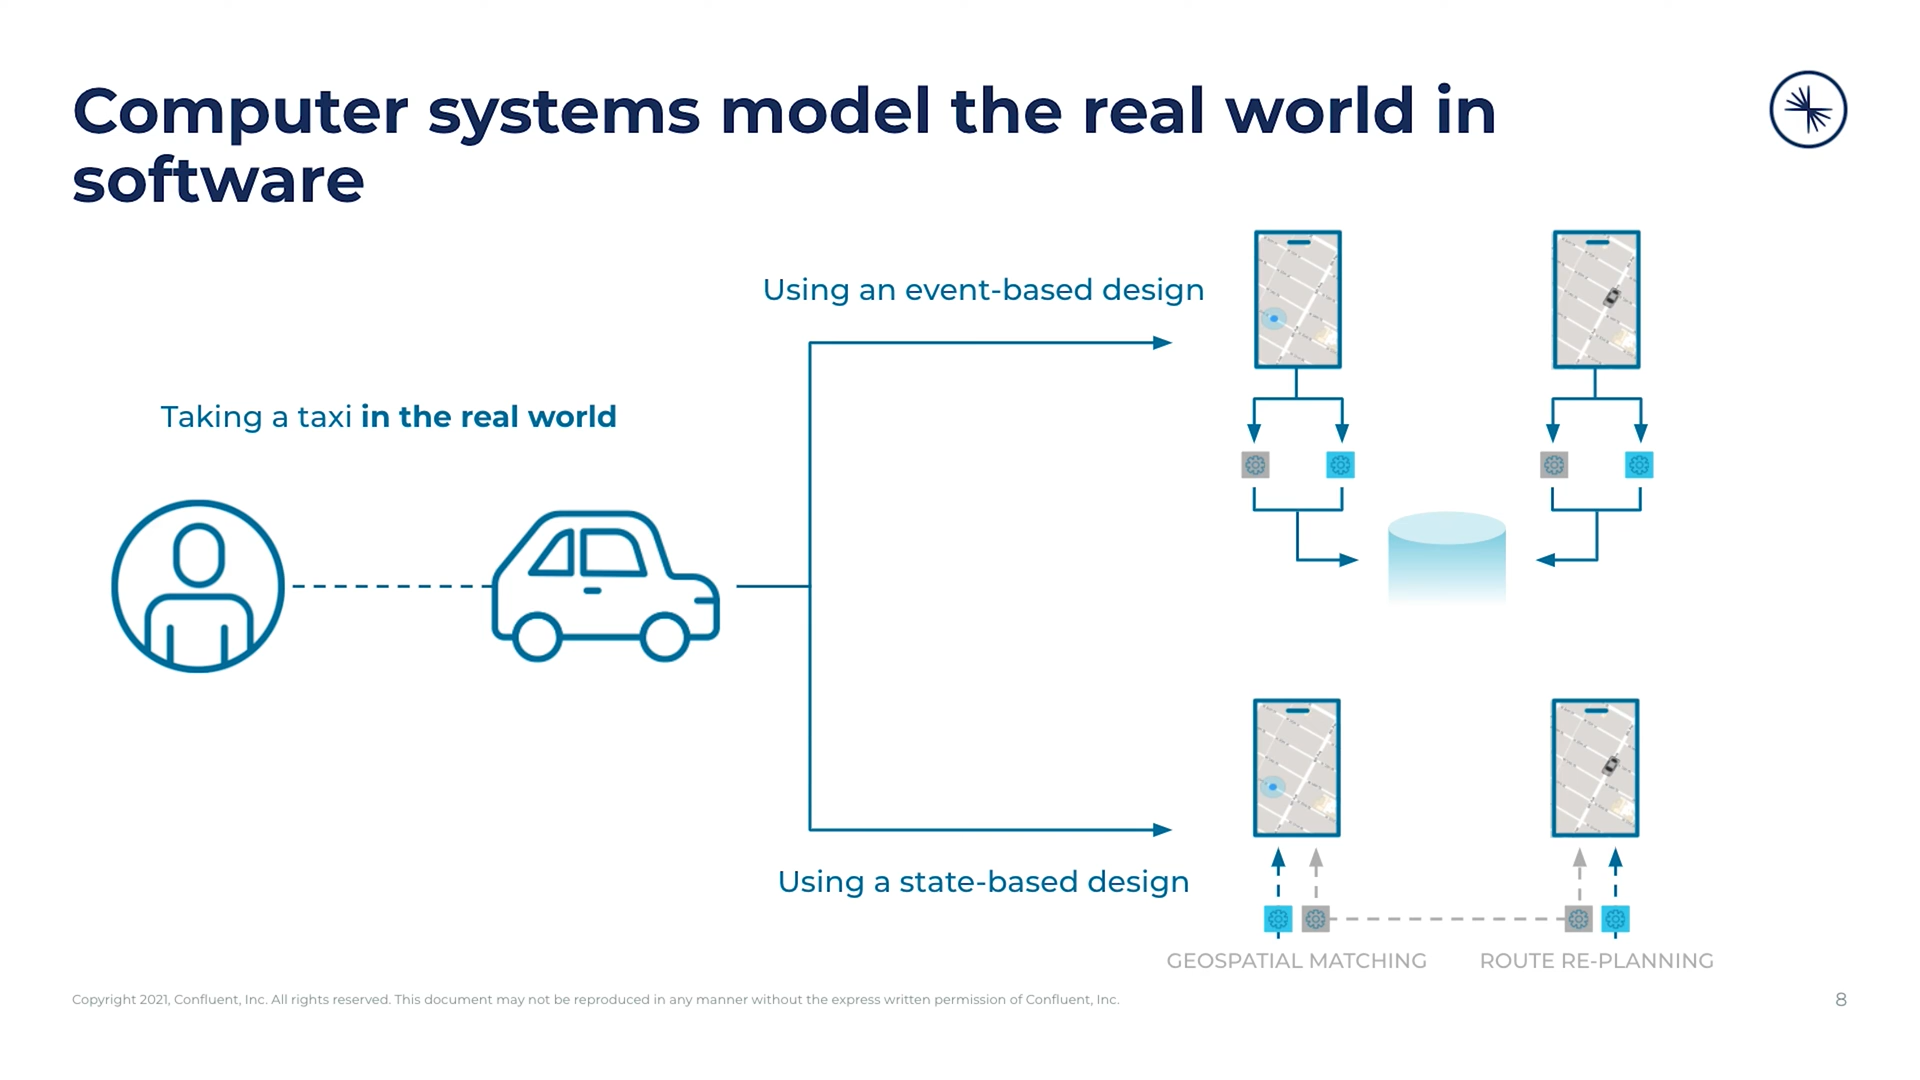 Computer systems model the real world in
software
Using an event-based design
Taking a taxi in the real world
Using a state-based design
GEOSPATIAL MATCHING
ROUTE RE-PLANNING
Copyright 2021, Confluent, Inc. All rights reserved. This document may not be reproduced in any manner without the express written permission of Confluent, Inc.
8